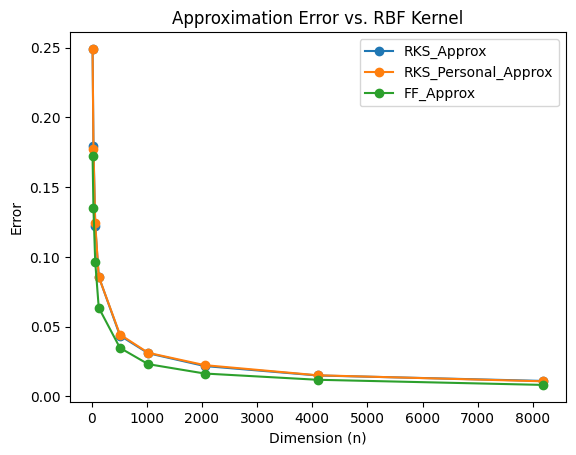 Approximation Error vs. RBF Kernel
RKS_Approx
RKS_Personal_Approx
FF_Approx
0.25
0.20
0.15
0.10
0.05
0.00
Error
0 1000 2000 3000 4000 5000 6000 7000 8000
Dimension (n)